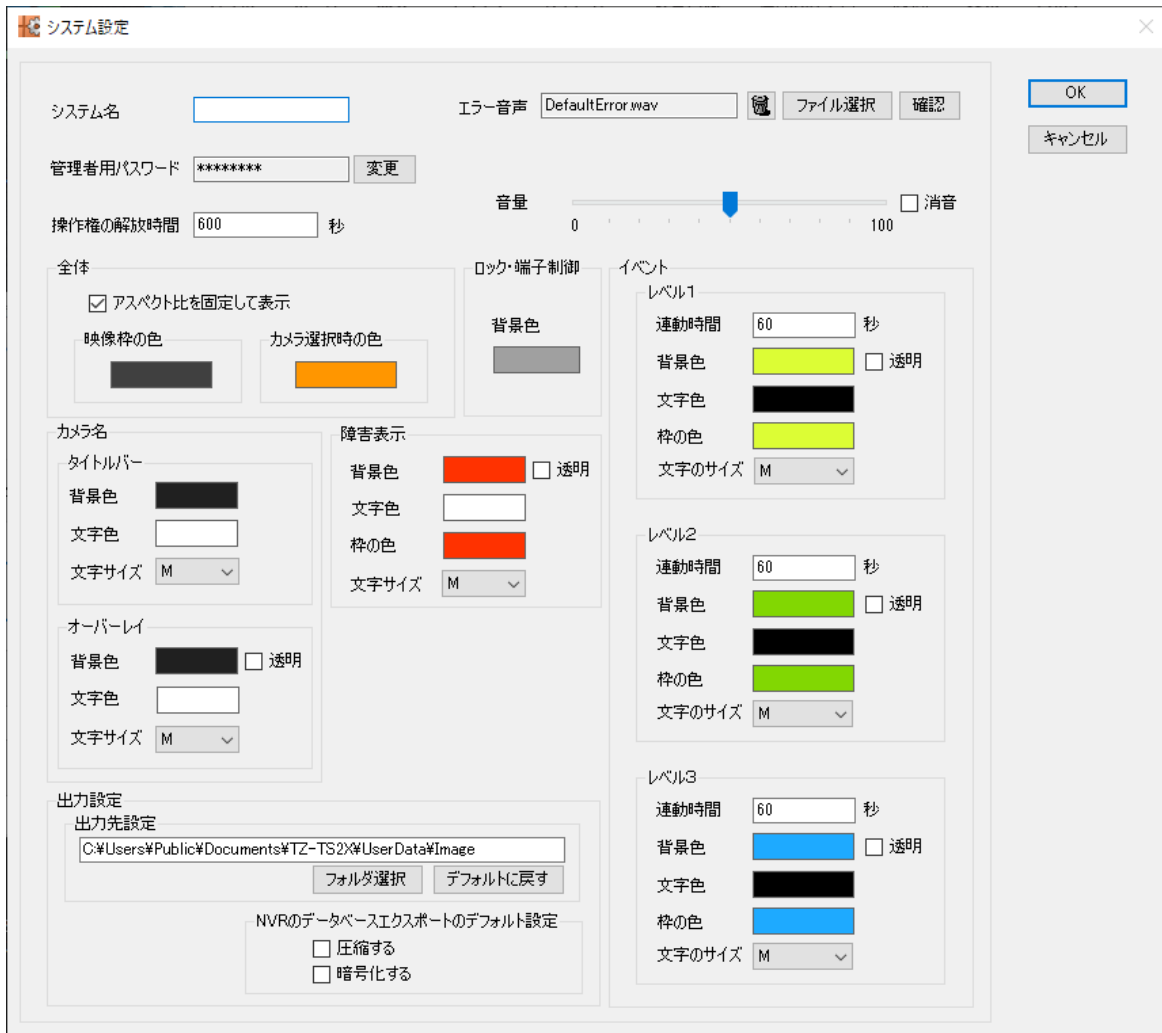 システム設定
システム名
エラー音声 DefaultError.wav ファイル選択 確認
OK
キャンセル
管理者用パスワード ******** 変更
音量 消音
0 100
操作権の解放時間 600 秒
全体
アスペクト比を固定して表示
映像枠の色 カメラ選択時の色
ロック・端子制御
背景色
イベント
レベル1
連動時間 60 秒
背景色 透明
文字色
枠の色
文字のサイズ M
カメラ名
タイトルバー
背景色
文字色
文字サイズ M
障害表示
背景色 透明
文字色
枠の色
文字サイズ M
レベル2
連動時間 60 秒
背景色 透明
文字色
枠の色
文字のサイズ M
オーバーレイ
背景色 透明
文字色
文字サイズ M
レベル3
連動時間 60 秒
背景色 透明
文字色
枠の色
文字のサイズ M
出力設定
出力先設定
C:¥Users¥Public¥Documents¥TZ-TS2X¥UserData¥Image
フォルダ選択 デフォルトに戻す
NVRのデータベースエクスポートのデフォルト設定
圧縮する
暗号化する